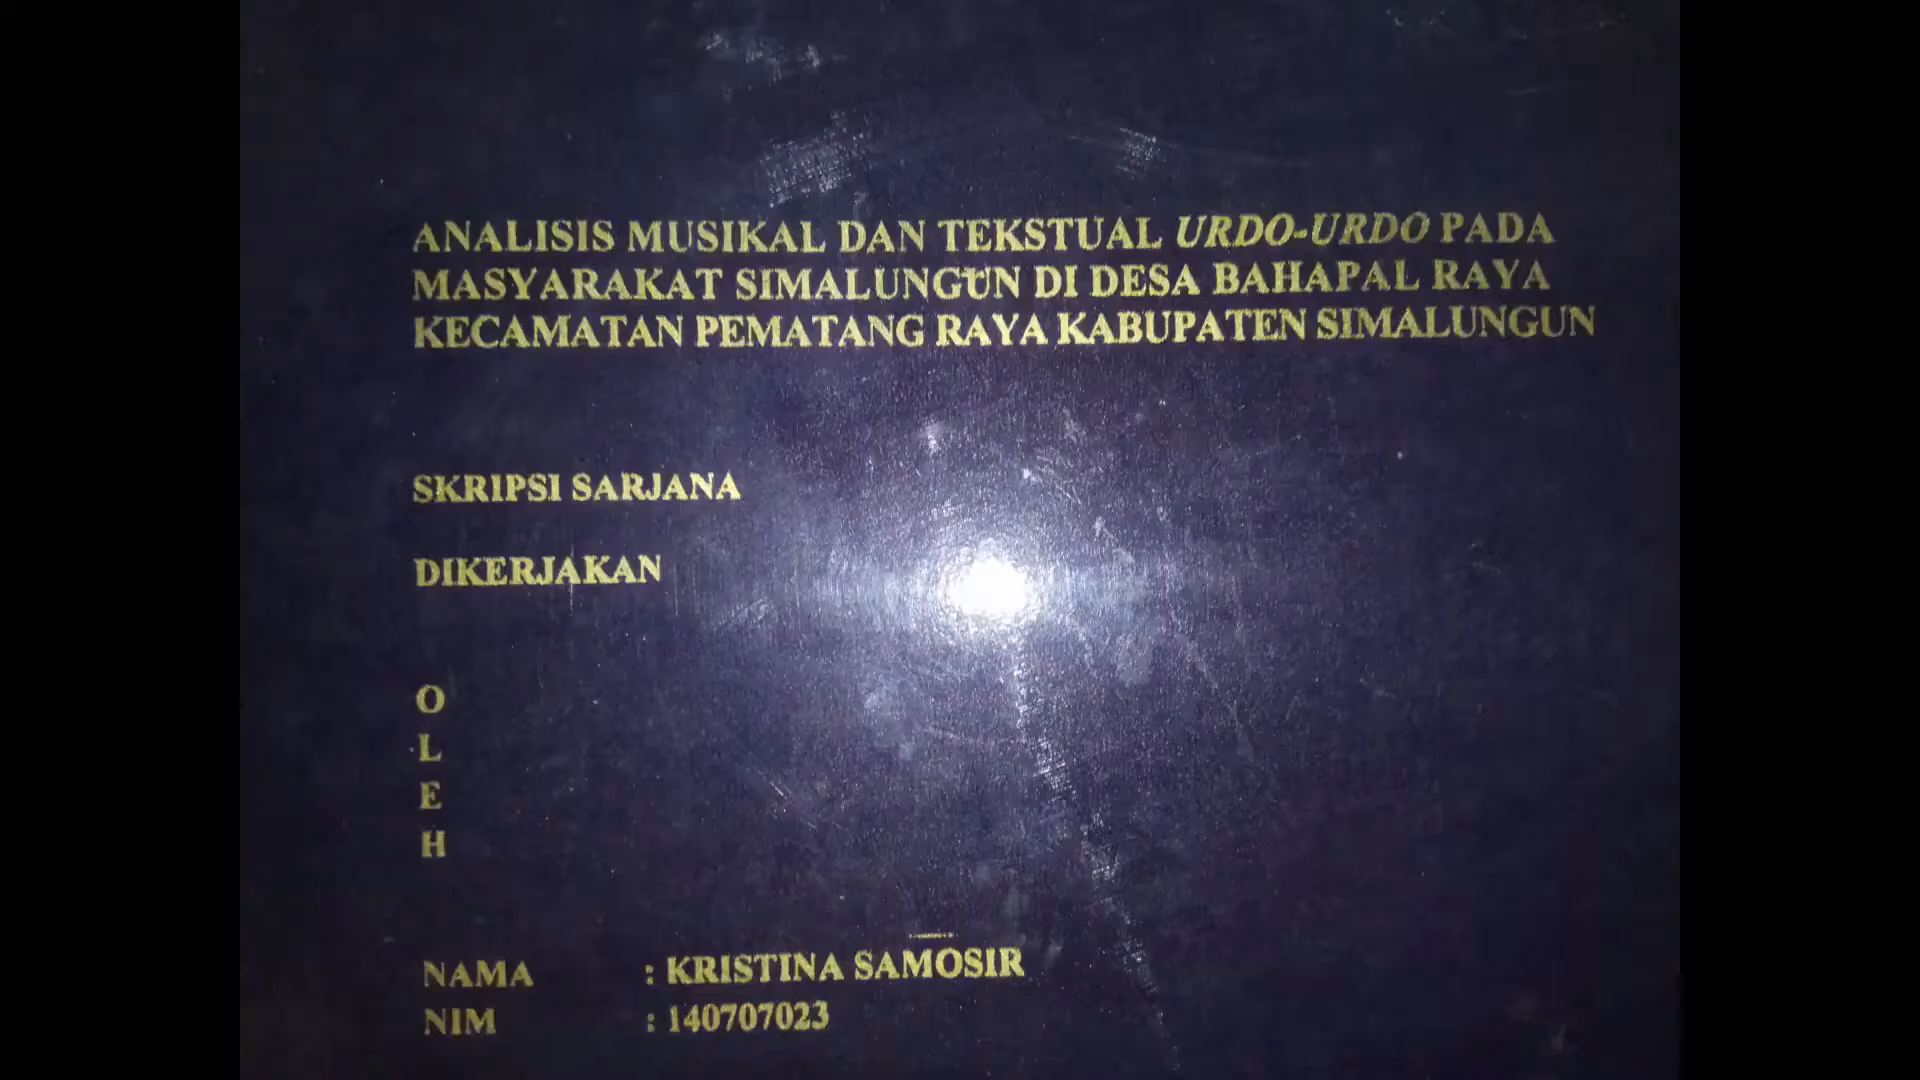 ANALISIS MUSIKAL DAN TEKSTUAL URDO-URDO PADA
MASYARAKAT SIMALUNGUN DI DESA BAHAPAL RAYA
KECAMATAN PEMATANG RAYA KABUPATEN SIMALUNGUN
SKRIPSI SARJANA
DIKERJAKAN
O
L
E
H
NAMA : KRISTINA SAMOSIR
NIM : 140707023